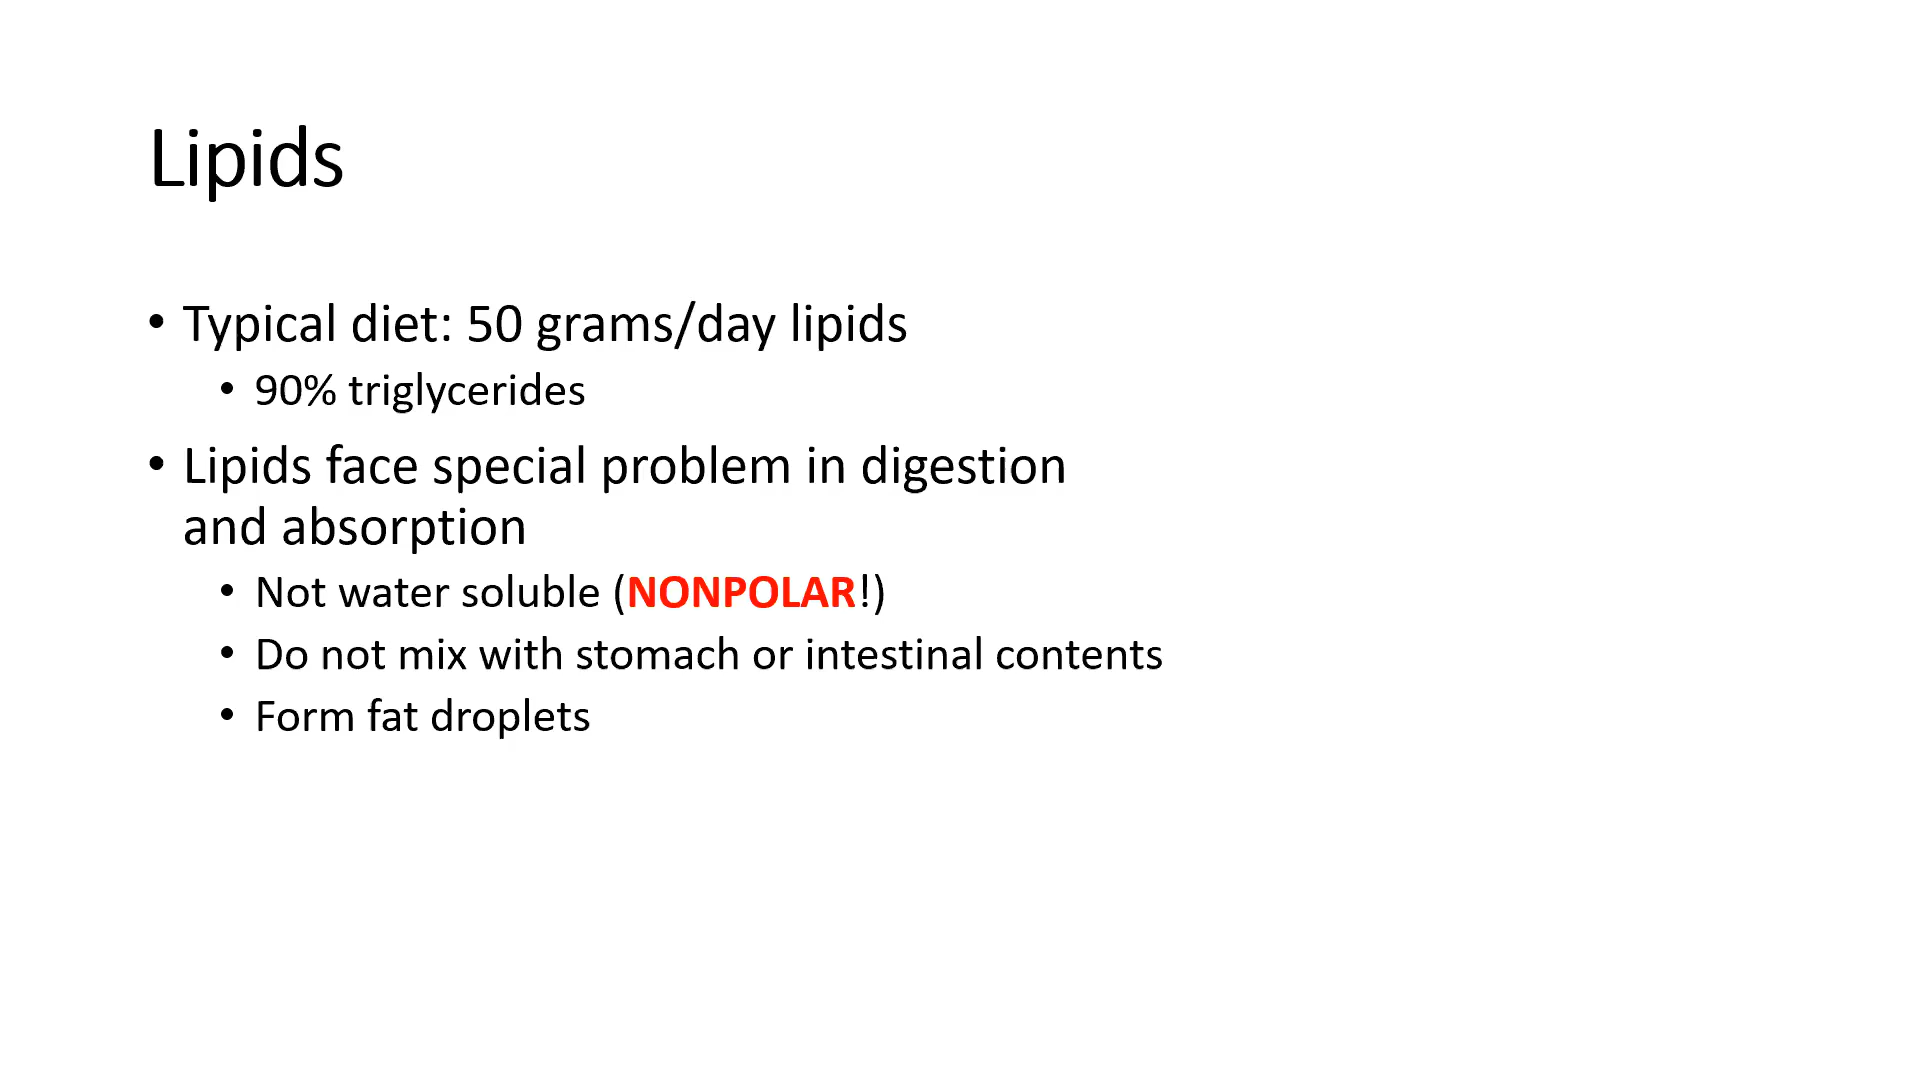 Lipids
• Typical diet: 50 grams/day lipids
• 90% triglycerides
• Lipids face special problem in digestion
and absorption
• Not water soluble (NONPOLAR!)
• Do not mix with stomach or intestinal contents
• Form fat droplets